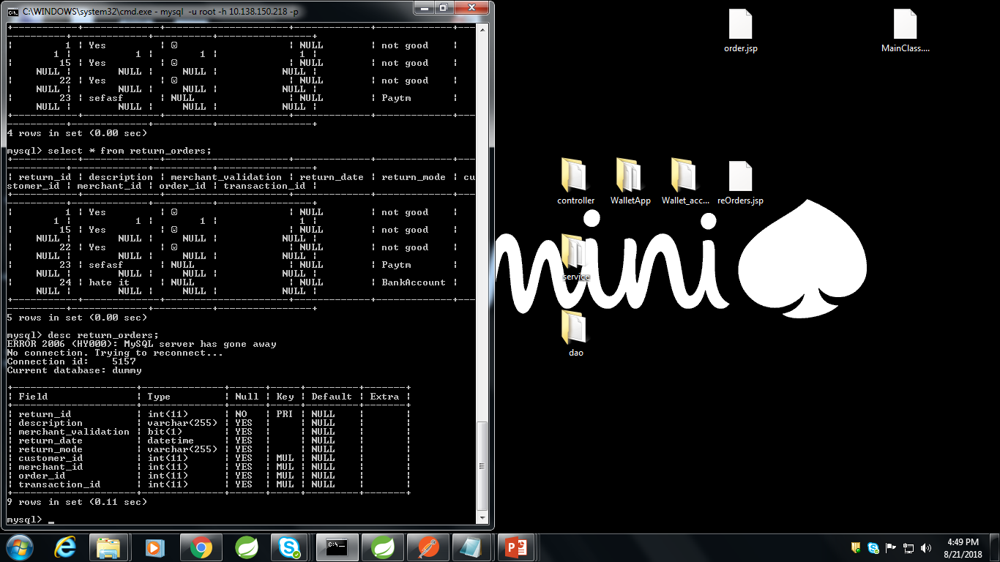 C:\WINDOWS\system32\cmd.exe - mysql  -u root -h 10.138.150.218 -p
| 1 | Yes | ☺ | NULL | not good |
1 | 1 | 1 | 1 |
| 15 | Yes | ☺ | NULL | not good |
NULL | NULL | NULL | NULL |
| 22 | Yes | ☺ | NULL | not good |
NULL | NULL | NULL | NULL |
| 23 | sefasf | NULL | NULL | Paytm |
NULL | NULL | NULL | NULL |
4 rows in set (0.00 sec)
mysql> select * from return_orders;
| return_id | description | merchant_validation | return_date | return_mode | cu
stomer_id | merchant_id | order_id | transaction_id |
| 1 | Yes | ☺ | NULL | not good |
1 | 1 | 1 | 1 |
| 15 | Yes | ☺ | NULL | not good |
NULL | NULL | NULL | NULL |
| 22 | Yes | ☺ | NULL | not good |
NULL | NULL | NULL | NULL |
| 23 | sefasf | NULL | NULL | Paytm |
NULL | NULL | NULL | NULL |
| 24 | hate it | NULL | NULL | BankAccount |
NULL | NULL | NULL | NULL |
5 rows in set (0.00 sec)
mysql> desc return_orders;
ERROR 2006 (HY000): MySQL server has gone away
No connection. Trying to reconnect...
Connection id:    5157
Current database: dummy
| Field | Type | Null | Key | Default | Extra |
| return_id | int(11) | NO | PRI | NULL | |
| description | varchar(255) | YES | | NULL | |
| merchant_validation | bit(1) | YES | | NULL | |
| return_date | datetime | YES | | NULL | |
| return_mode | varchar(255) | YES | | NULL | |
| customer_id | int(11) | YES | MUL | NULL | |
| merchant_id | int(11) | YES | MUL | NULL | |
| order_id | int(11) | YES | MUL | NULL | |
| transaction_id | int(11) | YES | MUL | NULL | |
9 rows in set (0.11 sec)
mysql> _
order.jsp
MainClass....
controller
WalletApp
Wallet_acc...
reOrders.jsp
mini
service
dao
4:49 PM
8/21/2018